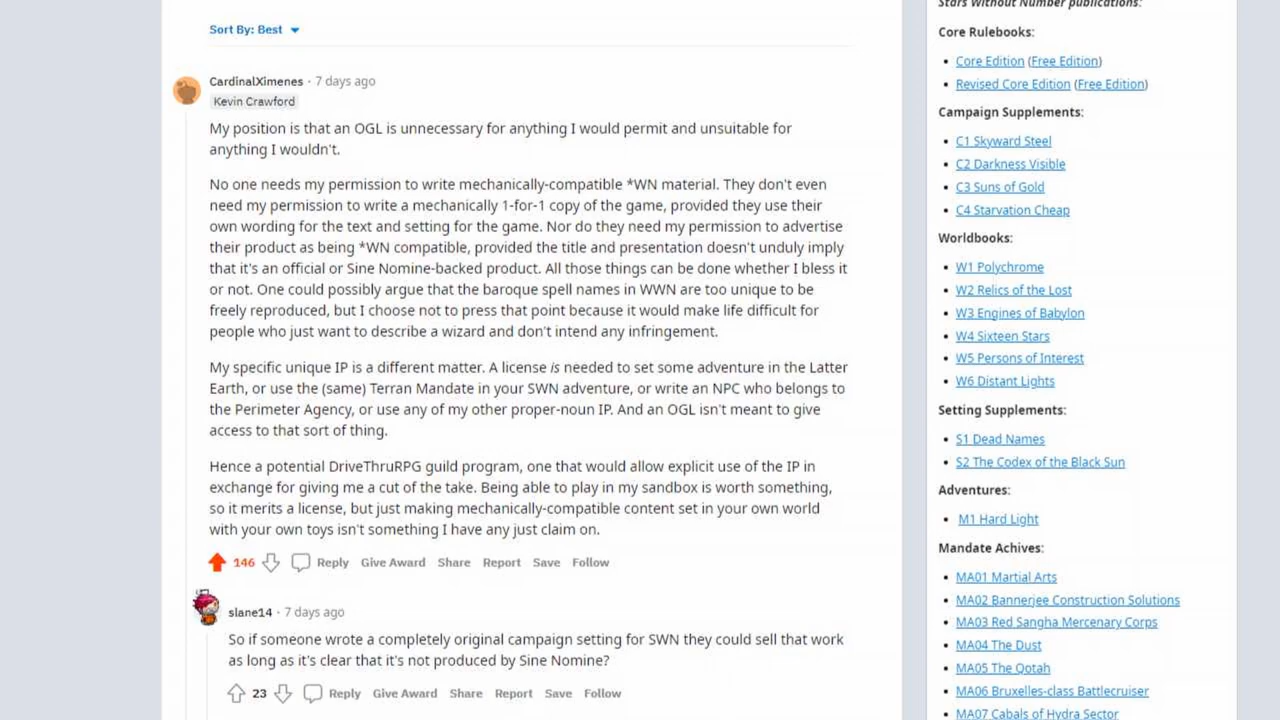 Sort By: Best
CardinalXimenes · 7 days ago
Kevin Crawford
My position is that an OGL is unnecessary for anything I would permit and unsuitable for
anything I wouldn't.
No one needs my permission to write mechanically-compatible *WN material. They don't even
need my permission to write a mechanically 1-for-1 copy of the game, provided they use their
own wording for the text and setting for the game. Nor do they need my permission to advertise
their product as being *WN compatible, provided the title and presentation doesn't unduly imply
that it's an official or Sine Nomine-backed product. All those things can be done whether I bless it
or not. One could possibly argue that the baroque spell names in WWN are too unique to be
freely reproduced, but I choose not to press that point because it would make life difficult for
people who just want to describe a wizard and don't intend any infringement.
My specific unique IP is a different matter. A license is needed to set some adventure in the Latter
Earth, or use the (same) Terran Mandate in your SWN adventure, or write an NPC who belongs to
the Perimeter Agency, or use any of my other proper-noun IP. And an OGL isn't meant to give
access to that sort of thing.
Hence a potential DriveThruRPG guild program, one that would allow explicit use of the IP in
exchange for giving me a cut of the take. Being able to play in my sandbox is worth something,
so it merits a license, but just making mechanically-compatible content set in your own world
with your own toys isn't something I have any just claim on.
146 Reply Give Award Share Report Save Follow
slane14 · 7 days ago
So if someone wrote a completely original campaign setting for SWN they could sell that work
as long as it's clear that it's not produced by Sine Nomine?
23 Reply Give Award Share Report Save Follow
Stars Without Number publications:
Core Rulebooks:
Core Edition (Free Edition)
Revised Core Edition (Free Edition)
Campaign Supplements:
C1 Skyward Steel
C2 Darkness Visible
C3 Suns of Gold
C4 Starvation Cheap
Worldbooks:
W1 Polychrome
W2 Relics of the Lost
W3 Engines of Babylon
W4 Sixteen Stars
W5 Persons of Interest
W6 Distant Lights
Setting Supplements:
S1 Dead Names
S2 The Codex of the Black Sun
Adventures:
M1 Hard Light
Mandate Achives:
MA01 Martial Arts
MA02 Bannerjee Construction Solutions
MA03 Red Sangha Mercenary Corps
MA04 The Dust
MA05 The Qotah
MA06 Bruxelles-class Battlecruiser
MA07 Cabals of Hydra Sector